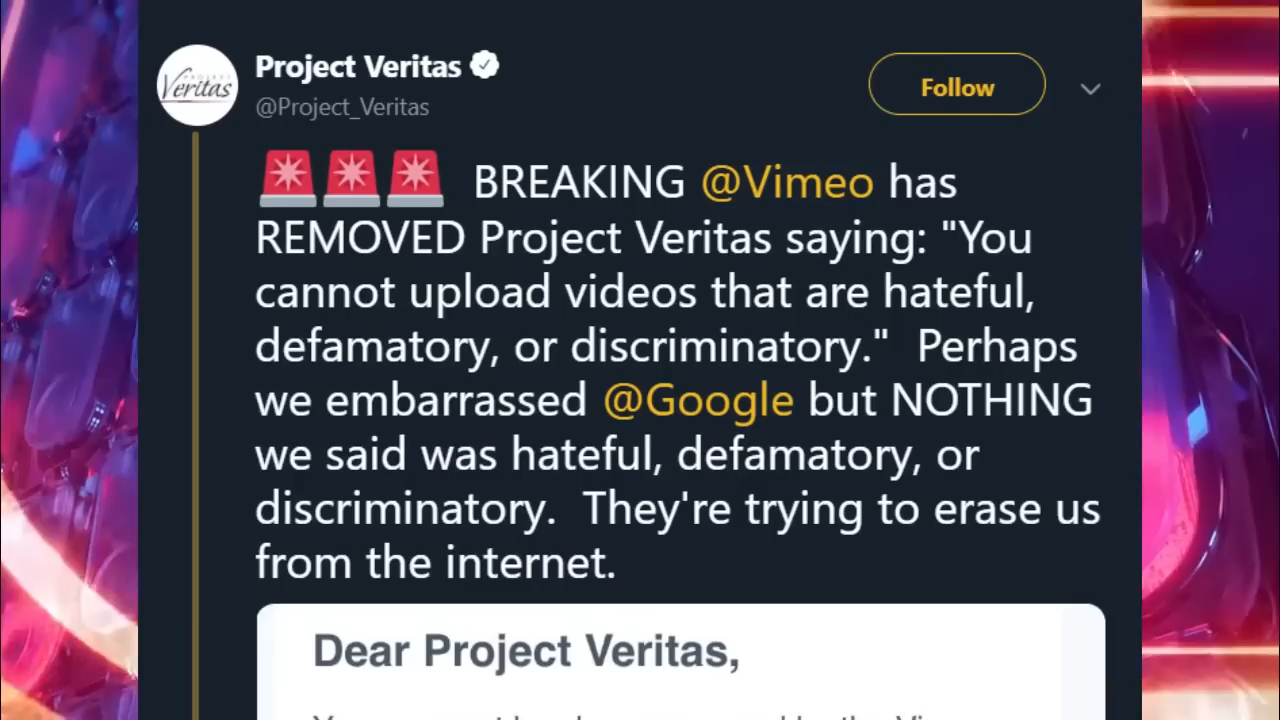 PROJECT
Veritas
Project Veritas
@Project_Veritas
Follow
BREAKING @Vimeo has
REMOVED Project Veritas saying: "You
cannot upload videos that are hateful,
defamatory, or discriminatory."  Perhaps
we embarrassed @Google but NOTHING
we said was hateful, defamatory, or
discriminatory.  They're trying to erase us
from the internet.
Dear Project Veritas,